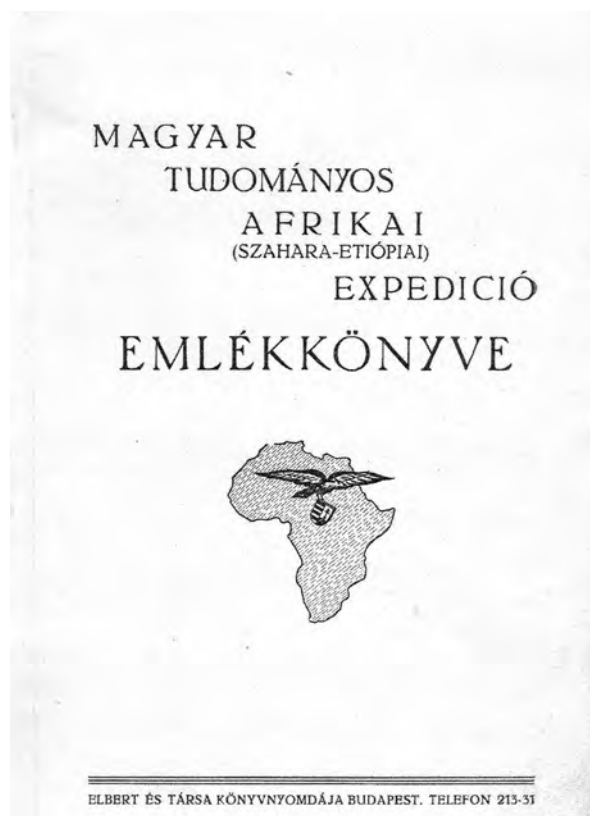 MAGYAR
TUDOMÁNYOS
AFRIKAI
(SZAHARA-ETIÓPIAI)
EXPEDICIÓ
EMLÉKKÖNYVE
ELBERT ÉS TÁRSA KÖNYVNYOMDÁJA BUDAPEST. TELEFON 213-31